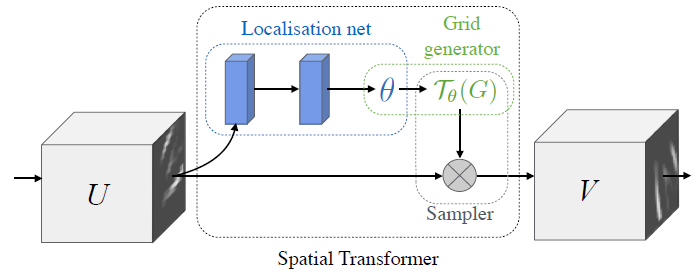 Localisation net
Grid
generator
θ
𝒯θ(G)
U
V
Sampler
Spatial Transformer